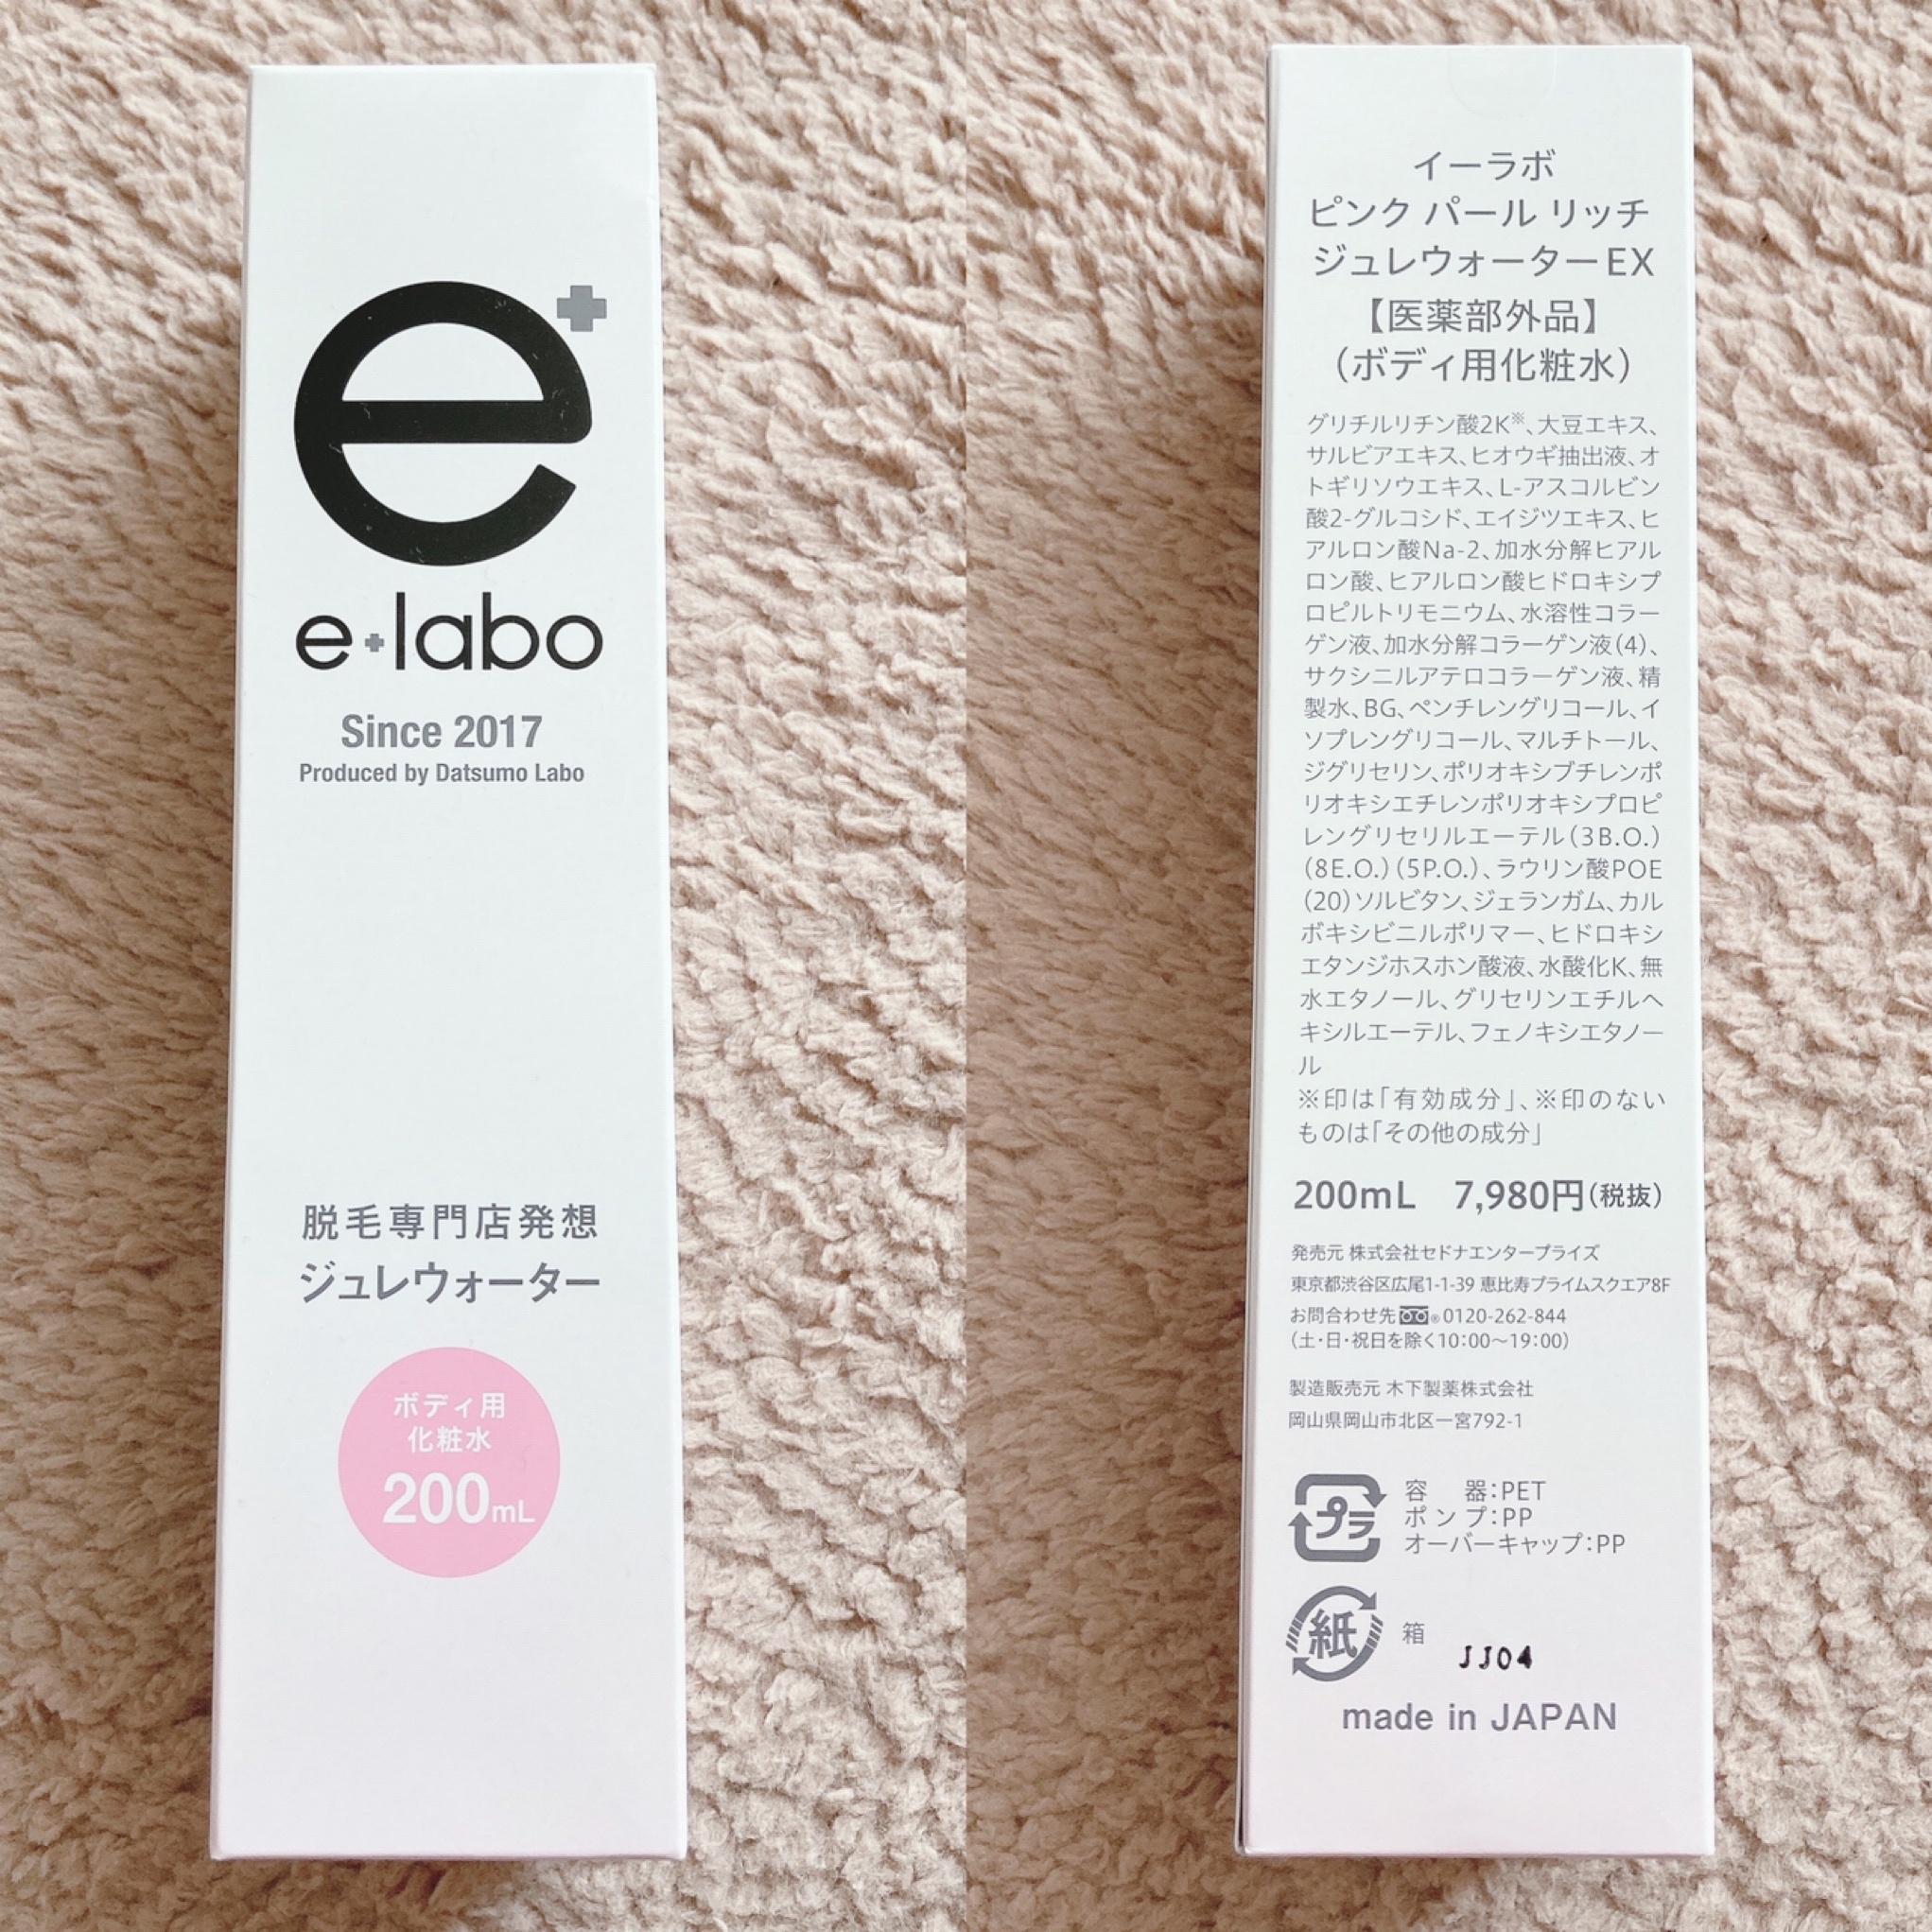 e+
e+labo
Since 2017
Produced by Datsumo Labo
脱毛専門店発想
ジュレウォーター
ボディ用
化粧水
200mL
イーラボ
ピンク パール リッチ
ジュレウォーターEX
【医薬部外品】
（ボディ用化粧水）
グリチルリチン酸2K※、大豆エキス、
サルビアエキス、ヒオウギ抽出液、オ
トギリソウエキス、L-アスコルビン
酸2-グルコシド、エイジツエキス、ヒ
アルロン酸Na-2、加水分解ヒアル
ロン酸、ヒアルロン酸ヒドロキシプ
ロピルトリモニウム、水溶性コラー
ゲン液、加水分解コラーゲン液（4）、
サクシニルアテロコラーゲン液、精
製水、BG、ペンチレングリコール、イ
ソプレングリコール、マルチトール、
ジグリセリン、ポリオキシブチレンポ
リオキシエチレンポリオキシプロピ
レングリセリルエーテル（3B.O.）
（8E.O.）（5P.O.）、ラウリン酸POE
（20）ソルビタン、ジェランガム、カル
ボキシビニルポリマー、ヒドロキシ
エタンジホスホン酸液、水酸化K、無
水エタノール、グリセリンエチルヘ
キシルエーテル、フェノキシエタノー
ル
※印は「有効成分」、※印のない
ものは「その他の成分」
200mL 7,980円（税抜）
発売元 株式会社セドナエンタープライズ
東京都渋谷区広尾1-1-39 恵比寿プライムスクエア8F
お問合わせ先 ® 0120-262-844
（土・日・祝日を除く10：00〜19：00）
製造販売元 木下製薬株式会社
岡山県岡山市北区一宮792-1
プラ
容 器：PET
ポンプ：PP
オーバーキャップ：PP
紙 箱
JJ04
made in JAPAN